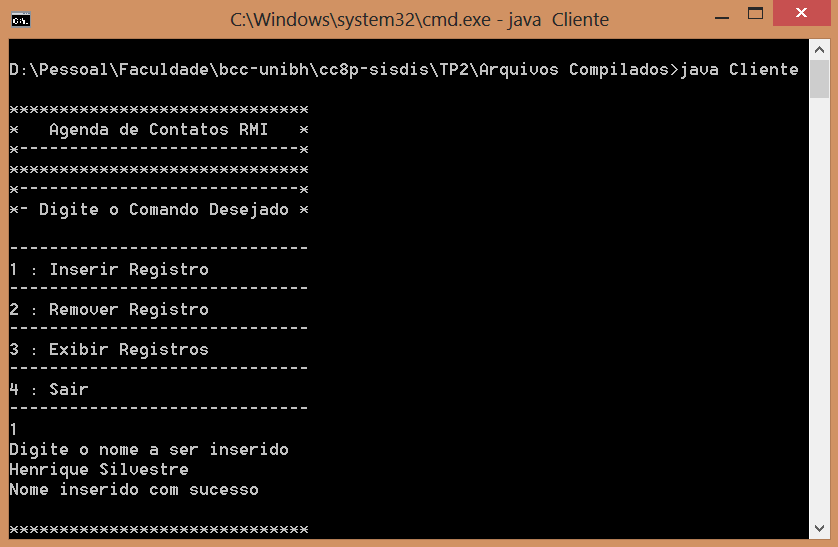 C:\Windows\system32\cmd.exe - java  Cliente
D:\Pessoal\Faculdade\bcc-unibh\cc8p-sisdis\TP2\Arquivos Compilados>java Cliente
******************************
*   Agenda de Contatos RMI   *
*----------------------------*
******************************
*----------------------------*
*- Digite o Comando Desejado *
------------------------------
1 : Inserir Registro
------------------------------
2 : Remover Registro
------------------------------
3 : Exibir Registros
------------------------------
4 : Sair
------------------------------
1
Digite o nome a ser inserido
Henrique Silvestre
Nome inserido com sucesso
******************************